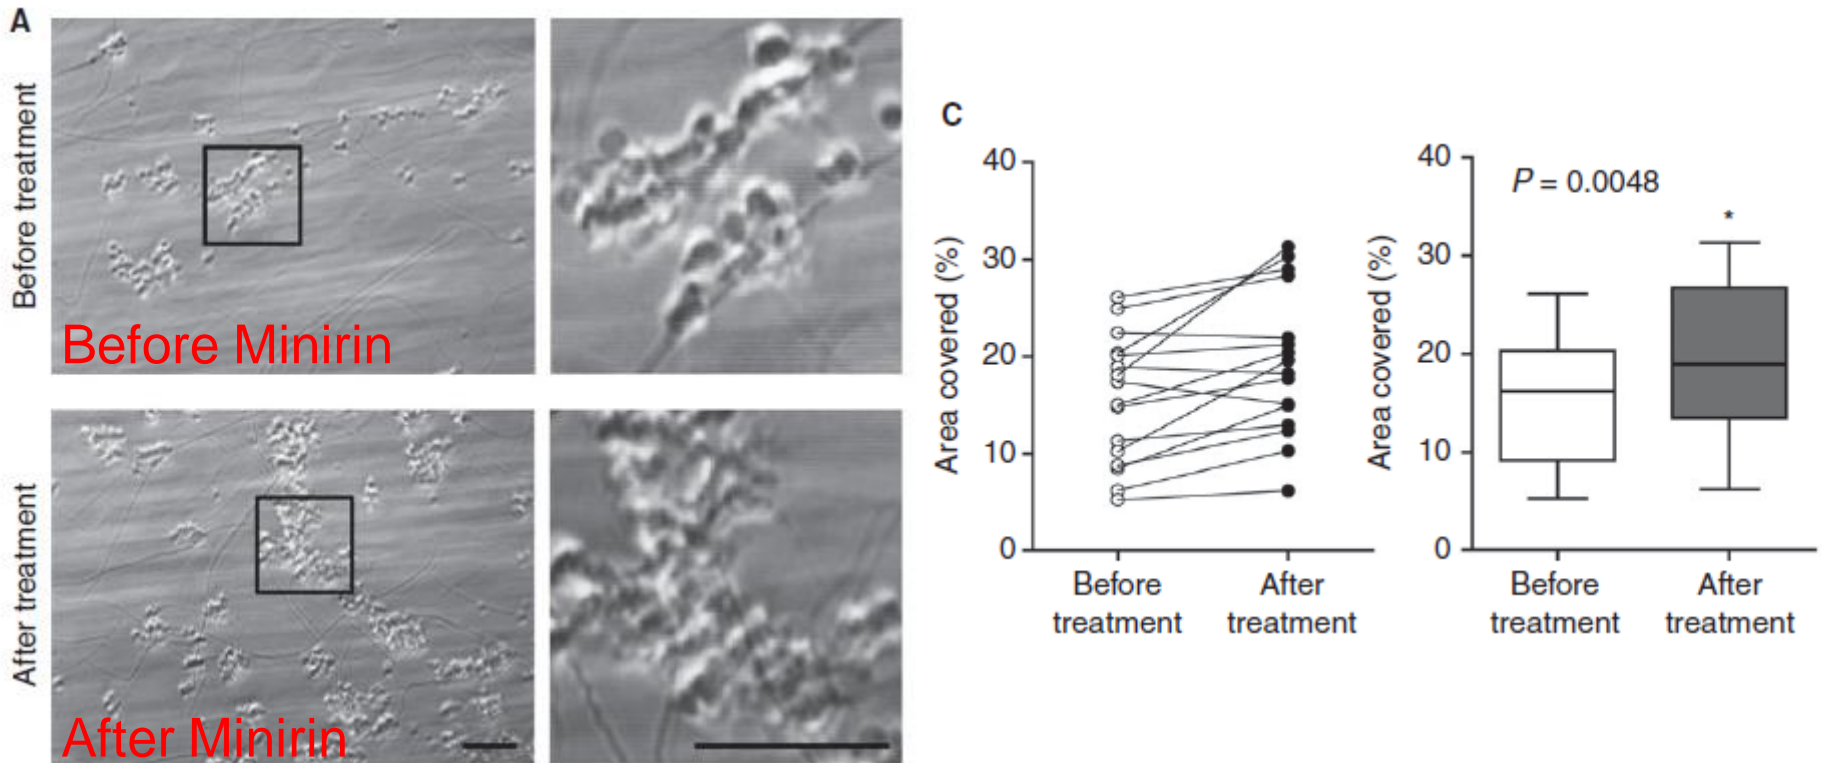 A
Before treatment
Before Minirin
After treatment
After Minirin
C
Area covered (%)
40
30
20
10
0
Before
treatment
After
treatment
Area covered (%)
40
30
20
10
0
P = 0.0048
*
Before
treatment
After
treatment